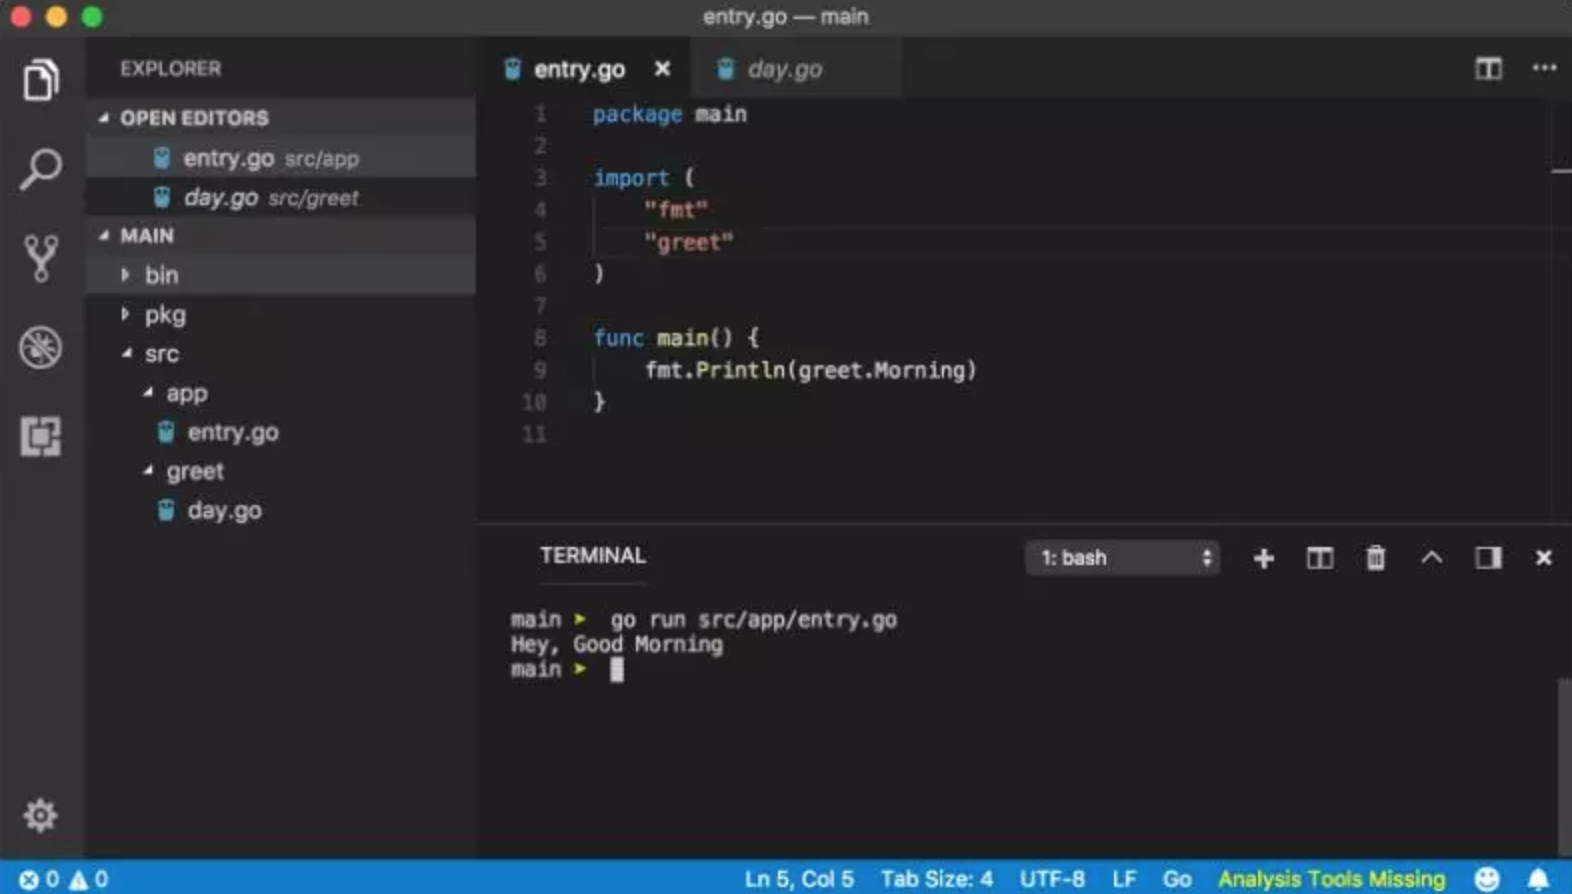 entry.go — main
EXPLORER
OPEN EDITORS
entry.go src/app
day.go src/greet
MAIN
bin
pkg
src
app
entry.go
greet
day.go
entry.go
day.go
1 package main
2
3 import (
4 "fmt"
5 "greet"
6 )
7
8 func main() {
9 fmt.Println(greet.Morning)
10 }
11
TERMINAL
1: bash
main ➤ go run src/app/entry.go
Hey, Good Morning
main ➤
0 0
Ln 5, Col 5 Tab Size: 4 UTF-8 LF Go Analysis Tools Missing